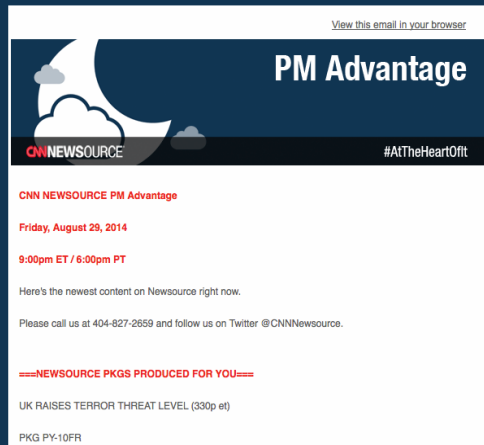 View this email in your browser
PM Advantage
CNNNEWSOURCE
#AtTheHeartOfIt
CNN NEWSOURCE PM Advantage
Friday, August 29, 2014
9:00pm ET / 6:00pm PT
Here's the newest content on Newsource right now.
Please call us at 404-827-2659 and follow us on Twitter @CNNNewsource.
===NEWSOURCE PKGS PRODUCED FOR YOU===
UK RAISES TERROR THREAT LEVEL (330p et)
PKG PY-10FR